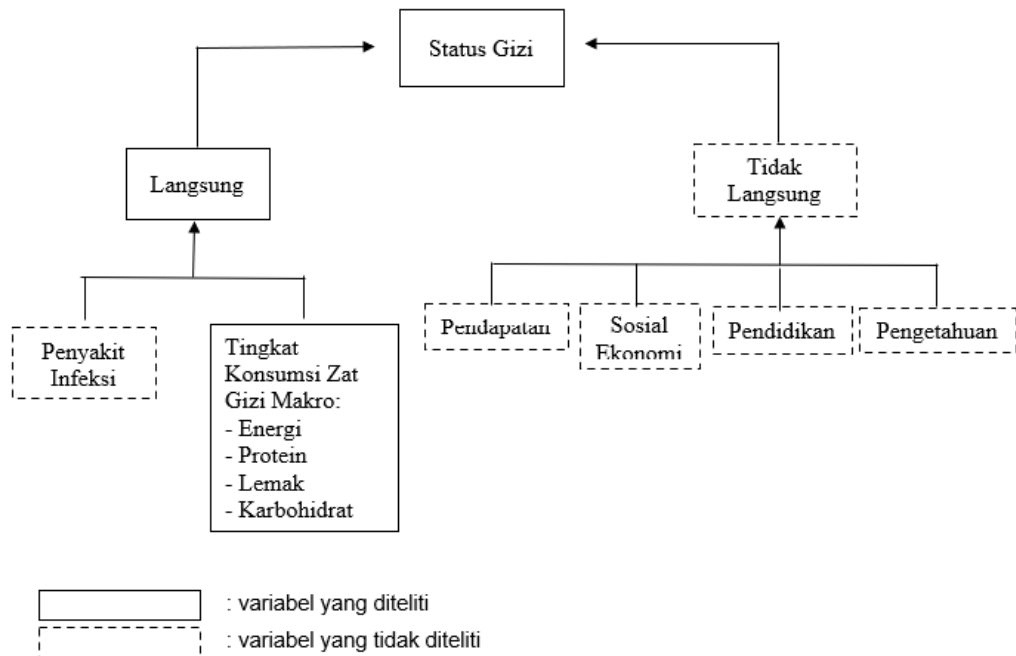 Status Gizi
Langsung
Tidak
Langsung
Penyakit
Infeksi
Tingkat
Konsumsi Zat
Gizi Makro:
- Energi
- Protein
- Lemak
- Karbohidrat
Pendapatan
Sosial
Ekonomi
Pendidikan
Pengetahuan
: variabel yang diteliti
: variabel yang tidak diteliti